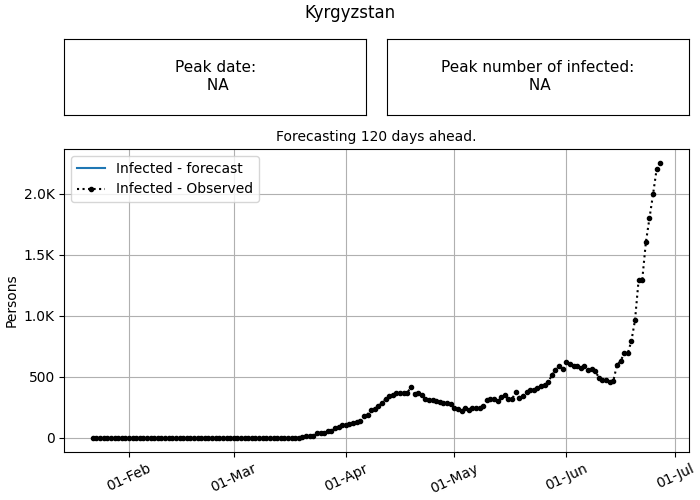 Kyrgyzstan
Peak date:
NA
Peak number of infected:
NA
Forecasting 120 days ahead.
Infected - forecast
Infected - Observed
Persons
2.0K
1.5K
1.0K
500
0
01-Feb
01-Mar
01-Apr
01-May
01-Jun
01-Jul